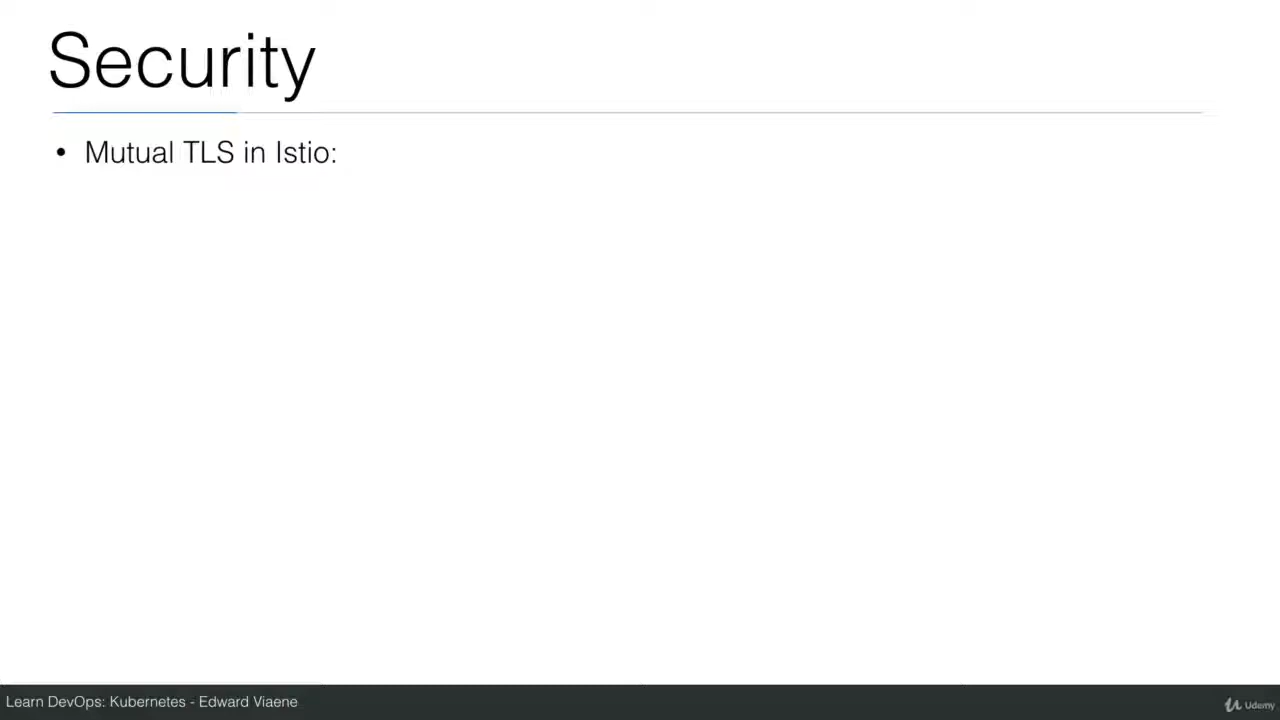 Security
• Mutual TLS in Istio:
Learn DevOps: Kubernetes - Edward Viaene
Udemy